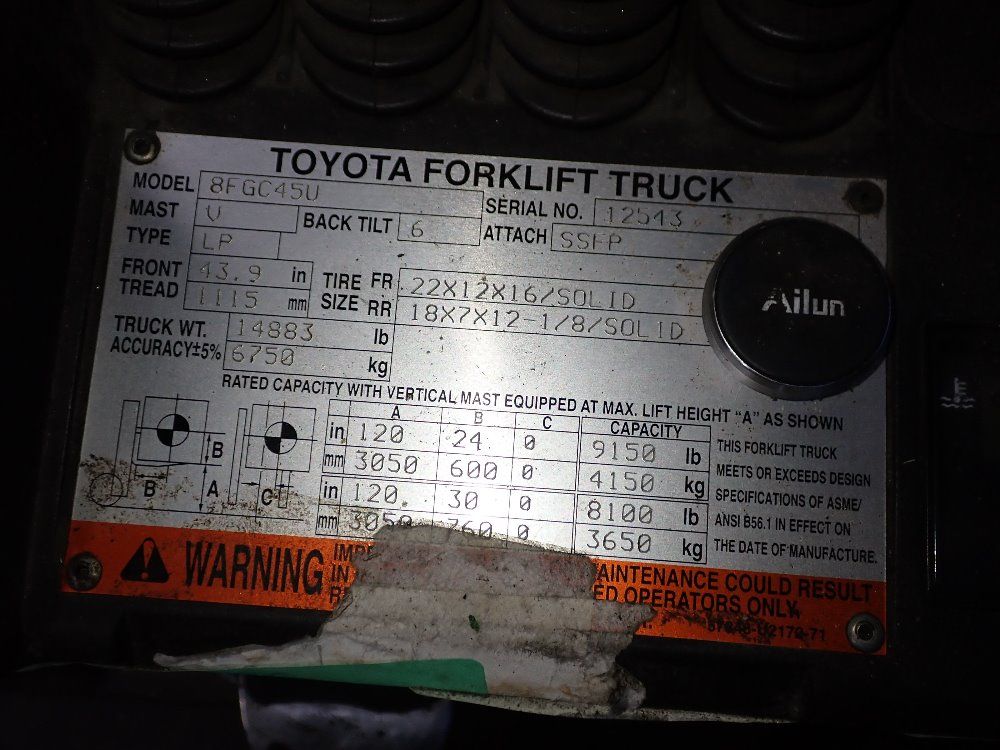 TOYOTA FORKLIFT TRUCK
MODEL 8FGC45U SERIAL NO. 12543
MAST V BACK TILT 6 ATTACH SSFP
TYPE LP
FRONT TREAD 43.9 in
1115 mm
TIRE SIZE FR 22X12X16/SOLID
RR 18X7X12-1/8/SOLID
Ailun
TRUCK WT. 14883 lb
ACCURACY±5% 6750 kg
RATED CAPACITY WITH VERTICAL MAST EQUIPPED AT MAX. LIFT HEIGHT "A" AS SHOWN
A B C CAPACITY
in 120 24 0 9150 lb
mm 3050 600 0 4150 kg
in 120. 30 0 8100 lb
mm 3050 760 0 3650 kg
B
B A C
THIS FORKLIFT TRUCK
MEETS OR EXCEEDS DESIGN
SPECIFICATIONS OF ASME/
ANSI B56.1 IN EFFECT ON
THE DATE OF MANUFACTURE.
WARNING
IN
MAINTENANCE COULD RESULT
OPERATORS ONLY.